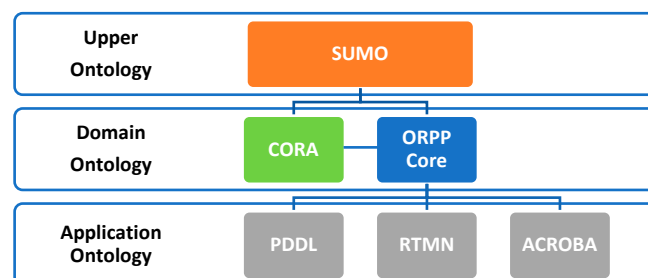 Upper
Ontology
SUMO
Domain
Ontology
CORA
ORPP
Core
Application
Ontology
PDDL
RTMN
ACROBA